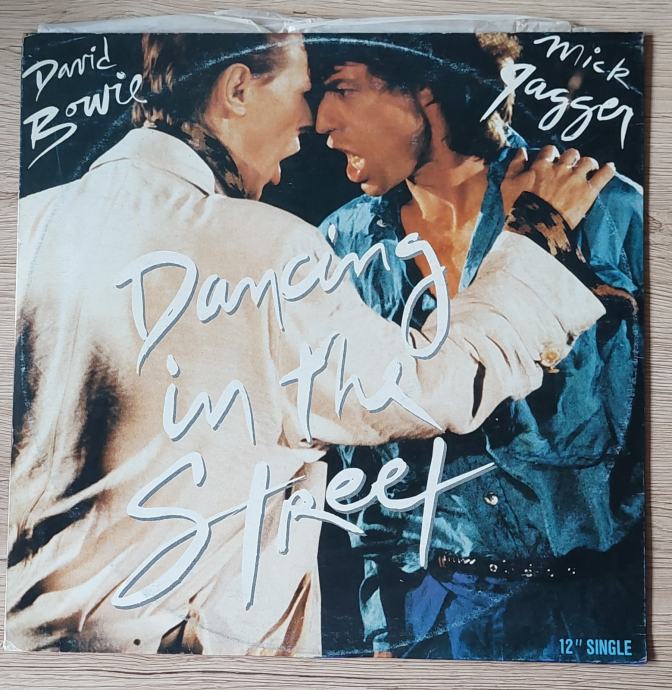 David
Bowie
Mick
Jagger
Dancing
in the
Street
12" SINGLE